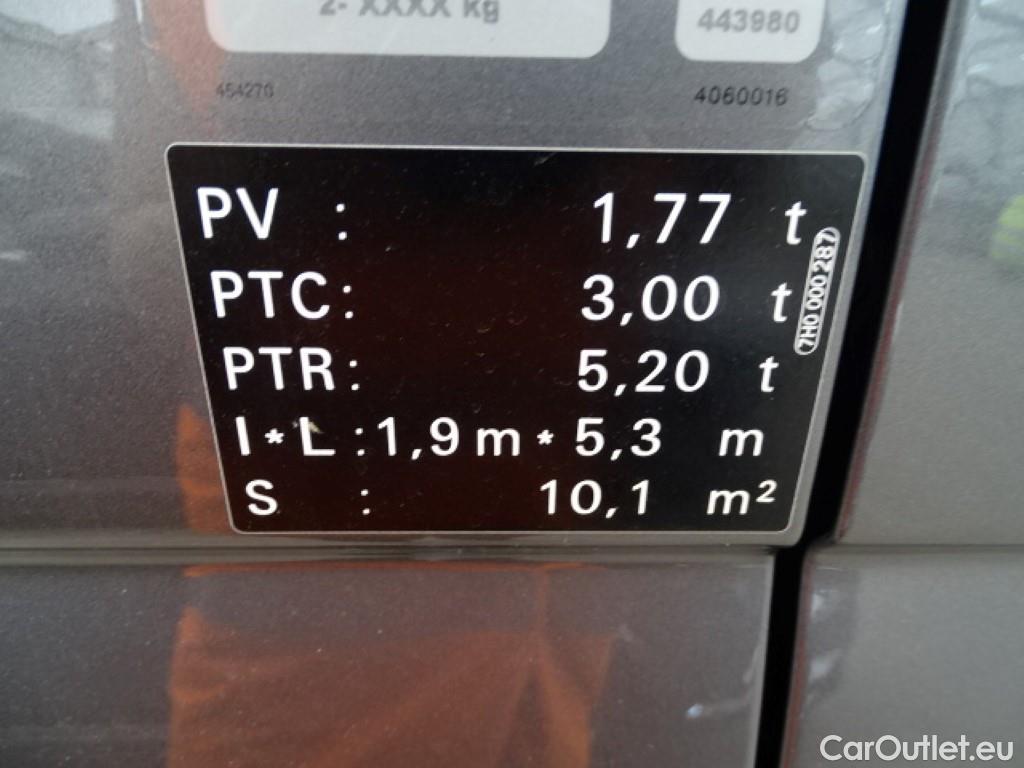 2- XXXX kg
443980
454270
4060016
PV : 1,77 t
PTC: 3,00 t
PTR: 5,20 t
I*L:1,9m*5,3 m
S : 10,1 m²
7H0 000 287
CarOutlet.eu